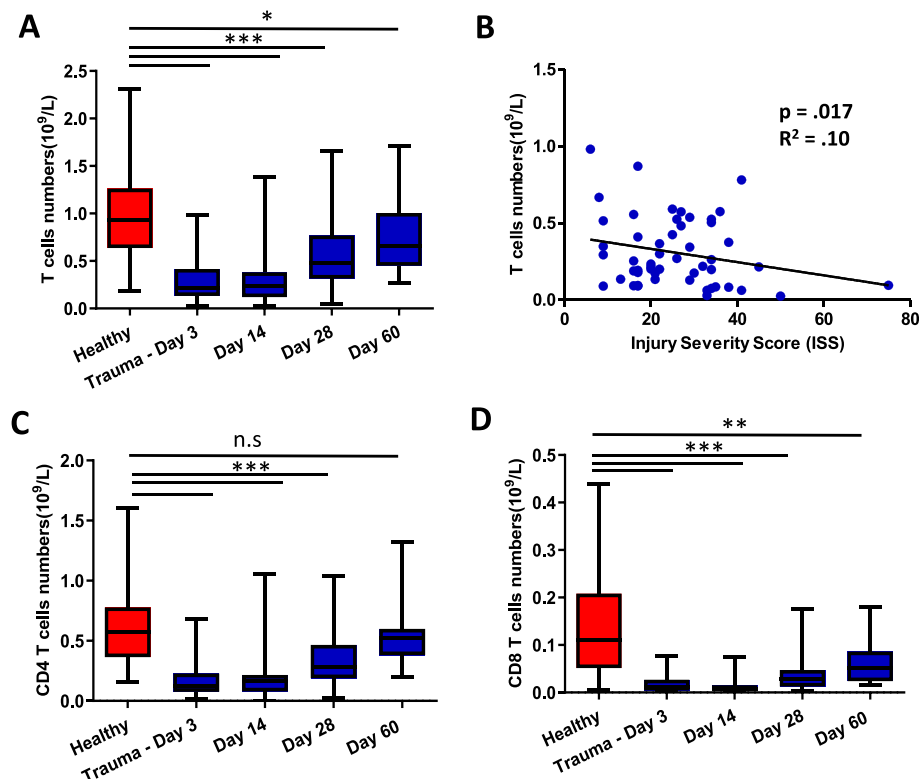 A
*
***
T cells numbers(10⁹/L)
2.5
2.0
1.5
1.0
0.5
0.0
Healthy
Trauma - Day 3
Day 14
Day 28
Day 60
B
T cells numbers(10⁹/L)
1.5
1.0
0.5
0.0
p = .017
R² = .10
0
20
40
60
80
Injury Severity Score (ISS)
C
n.s
***
CD4 T cells numbers(10⁹/L)
2.0
1.5
1.0
0.5
0.0
Healthy
Trauma - Day 3
Day 14
Day 28
Day 60
D
**
***
CD8 T cells numbers(10⁹/L)
0.5
0.4
0.3
0.2
0.1
0.0
Healthy
Trauma - Day 3
Day 14
Day 28
Day 60